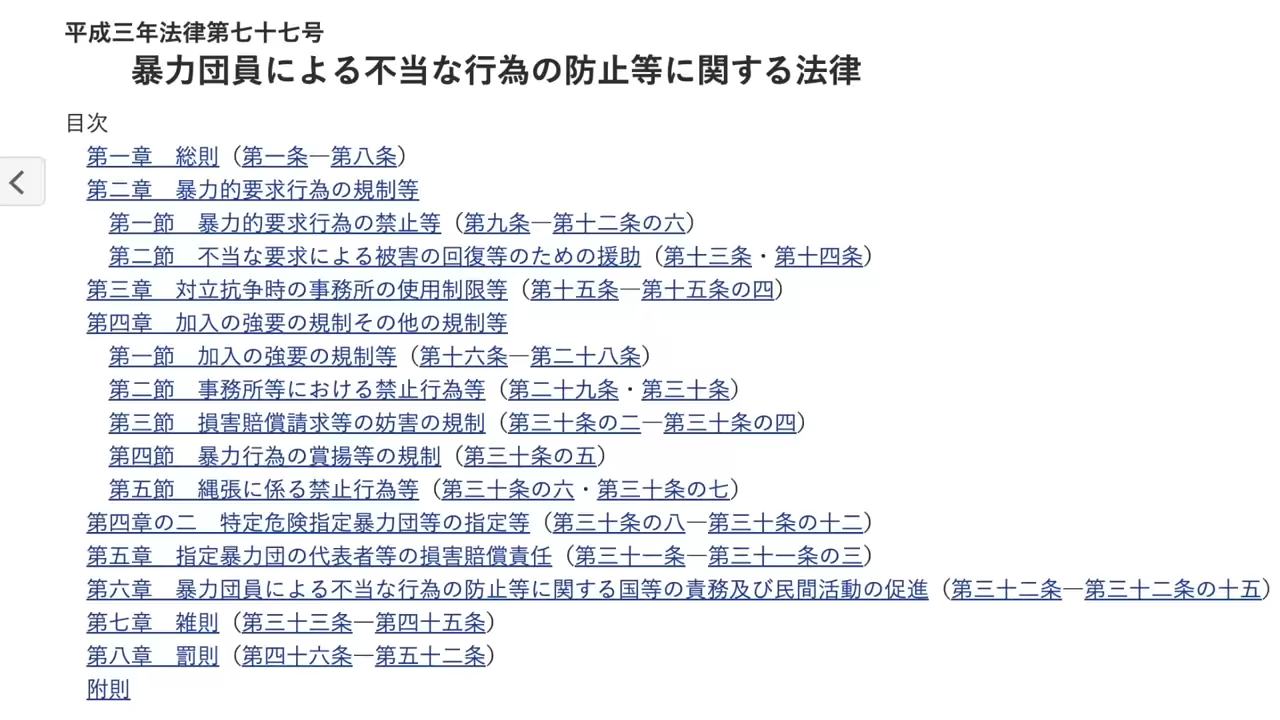 平成三年法律第七十七号
暴力団員による不当な行為の防止等に関する法律
目次
第一章　総則（第一条―第八条）
第二章　暴力的要求行為の規制等
第一節　暴力的要求行為の禁止等（第九条―第十二条の六）
第二節　不当な要求による被害の回復等のための援助（第十三条・第十四条）
第三章　対立抗争時の事務所の使用制限等（第十五条―第十五条の四）
第四章　加入の強要の規制その他の規制等
第一節　加入の強要の規制等（第十六条―第二十八条）
第二節　事務所等における禁止行為等（第二十九条・第三十条）
第三節　損害賠償請求等の妨害の規制（第三十条の二―第三十条の四）
第四節　暴力行為の賞揚等の規制（第三十条の五）
第五節　縄張に係る禁止行為等（第三十条の六・第三十条の七）
第四章の二　特定危険指定暴力団等の指定等（第三十条の八―第三十条の十二）
第五章　指定暴力団の代表者等の損害賠償責任（第三十一条―第三十一条の三）
第六章　暴力団員による不当な行為の防止等に関する国等の責務及び民間活動の促進（第三十二条―第三十二条の十五）
第七章　雑則（第三十三条―第四十五条）
第八章　罰則（第四十六条―第五十二条）
附則